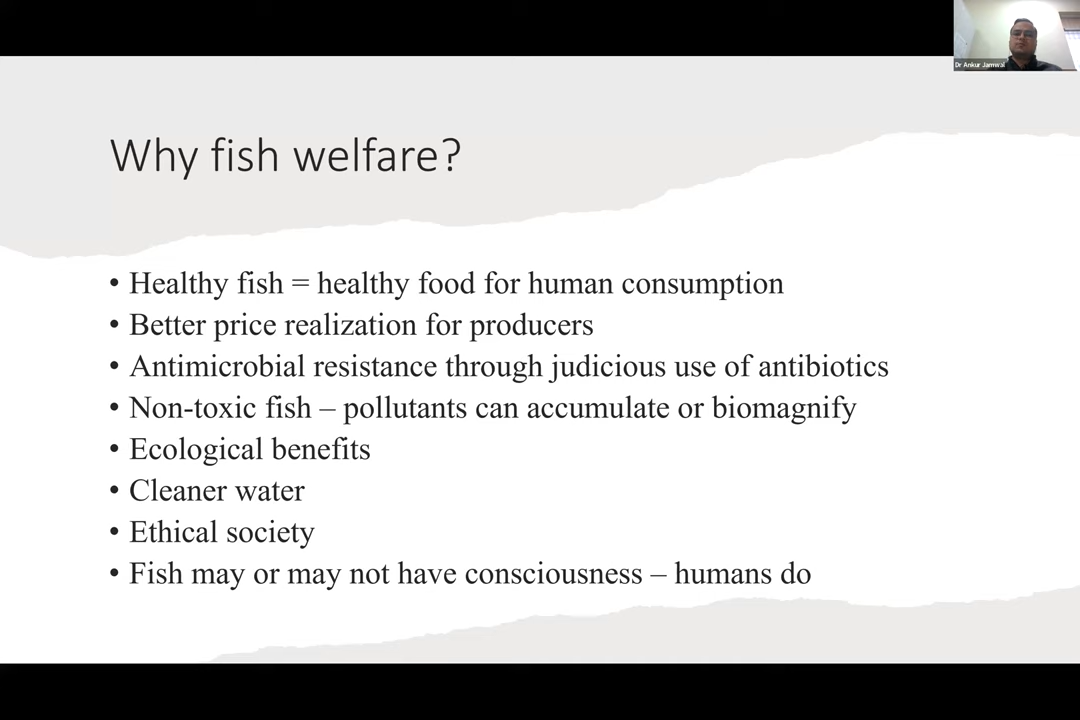 Dr Ankur Jamwal
Why fish welfare?
• Healthy fish = healthy food for human consumption
• Better price realization for producers
• Antimicrobial resistance through judicious use of antibiotics
• Non-toxic fish – pollutants can accumulate or biomagnify
• Ecological benefits
• Cleaner water
• Ethical society
• Fish may or may not have consciousness – humans do